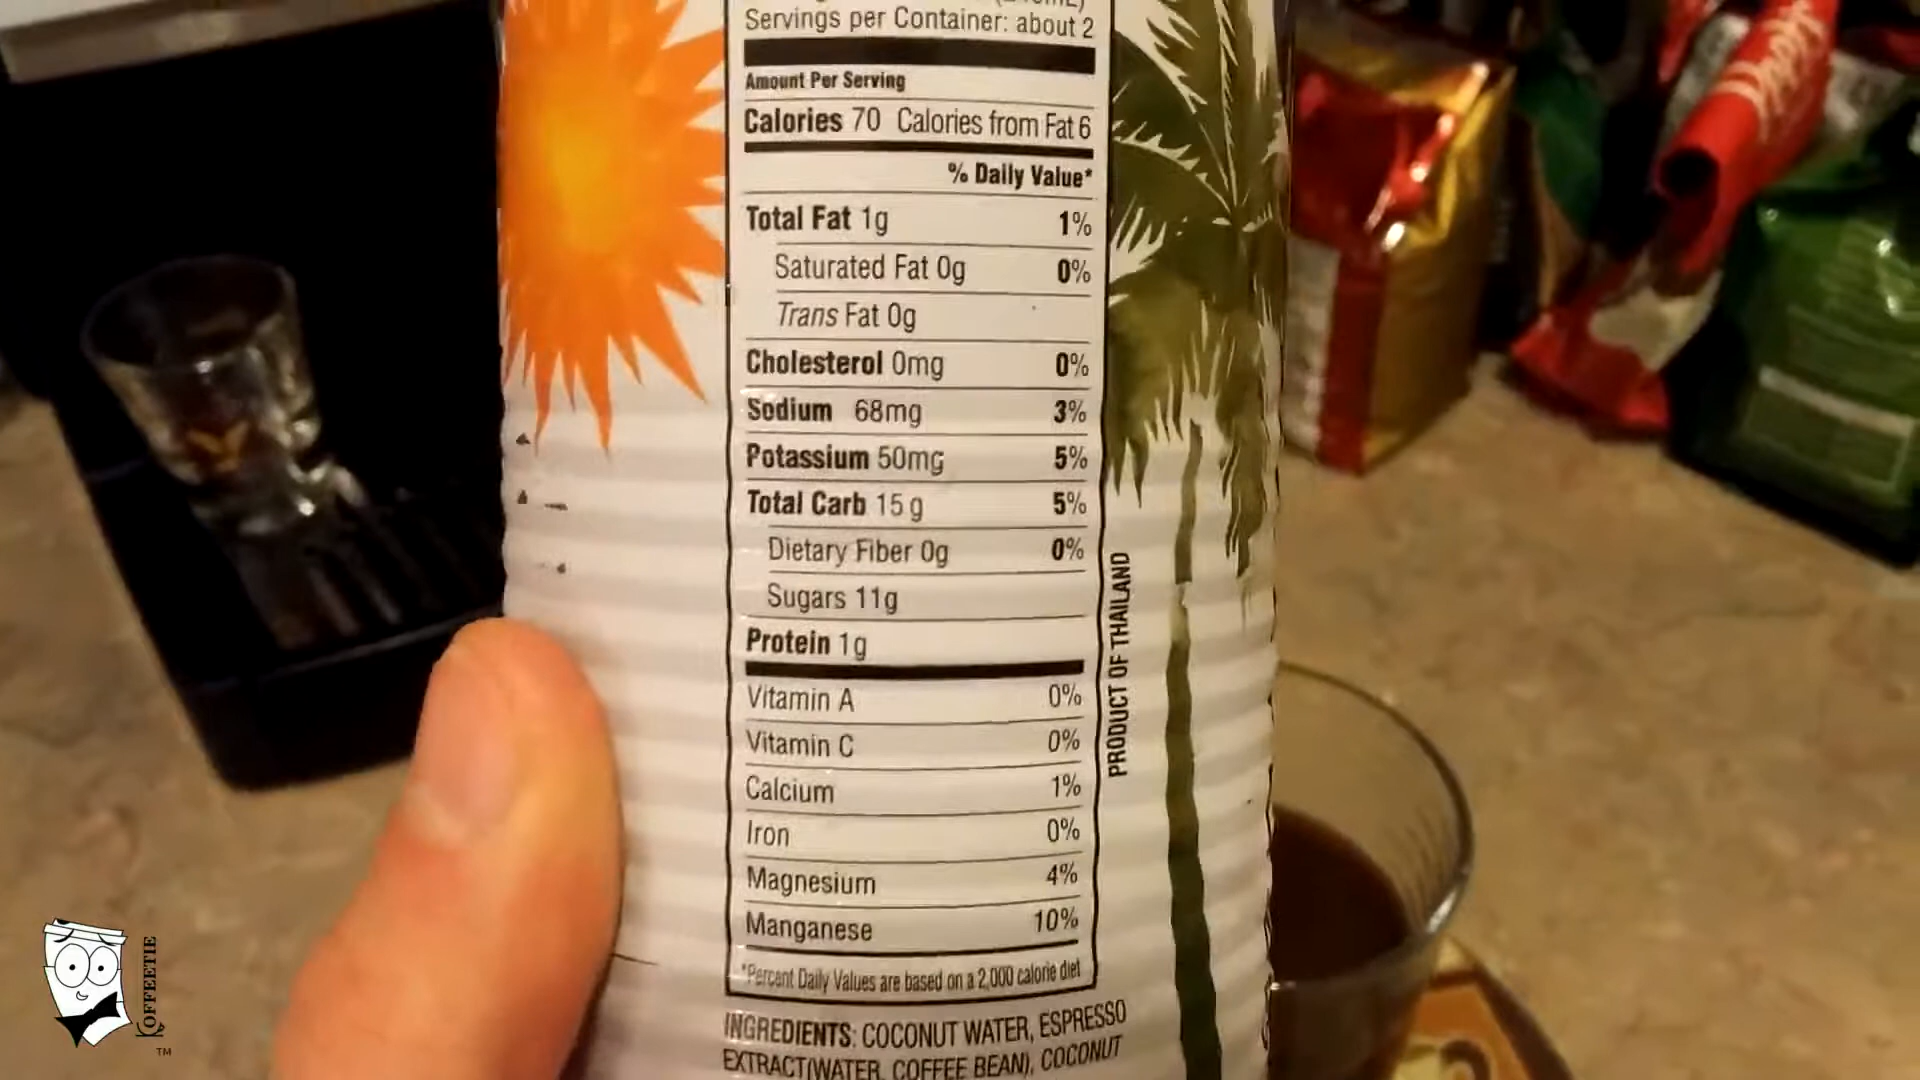 Servings per Container: about 2
Amount Per Serving
Calories 70 Calories from Fat 6
% Daily Value*
Total Fat 1g 1%
Saturated Fat 0g 0%
Trans Fat 0g
Cholesterol 0mg 0%
Sodium 68mg 3%
Potassium 50mg 5%
Total Carb 15 g 5%
Dietary Fiber 0g 0%
Sugars 11g
Protein 1g
Vitamin A 0%
Vitamin C 0%
Calcium 1%
Iron 0%
Magnesium 4%
Manganese 10%
*Percent Daily Values are based on a 2,000 calorie diet
INGREDIENTS: COCONUT WATER, ESPRESSO
EXTRACT(WATER, COFFEE BEAN), COCONUT
PRODUCT OF THAILAND
KOFFEETIE
TM